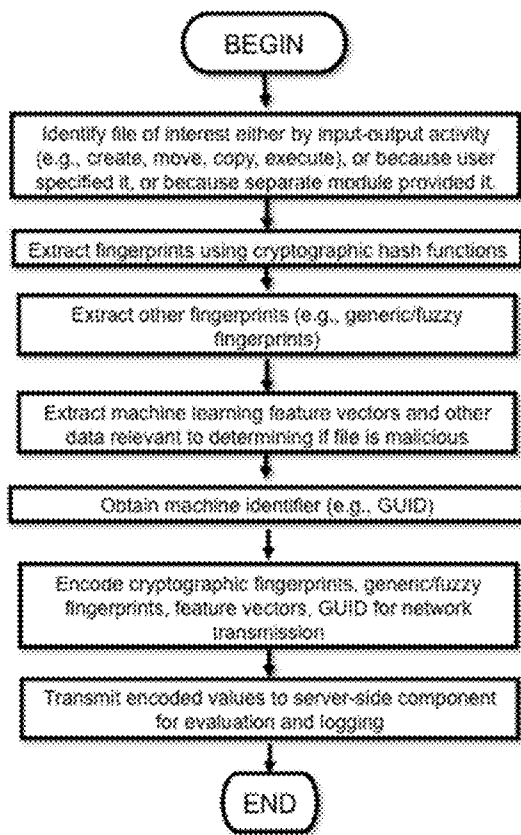 BEGIN
Identify file of interest either by input-output activity
(e.g., create, move, copy, execute), or because user
specified it, or because separate module provided it.
Extract fingerprints using cryptographic hash functions
Extract other fingerprints (e.g., generic/fuzzy
fingerprints)
Extract machine learning feature vectors and other
data relevant to determining if file is malicious
Obtain machine identifier (e.g., GUID)
Encode cryptographic fingerprints, generic/fuzzy
fingerprints, feature vectors, GUID for network
transmission
Transmit encoded values to server-side component
for evaluation and logging
END